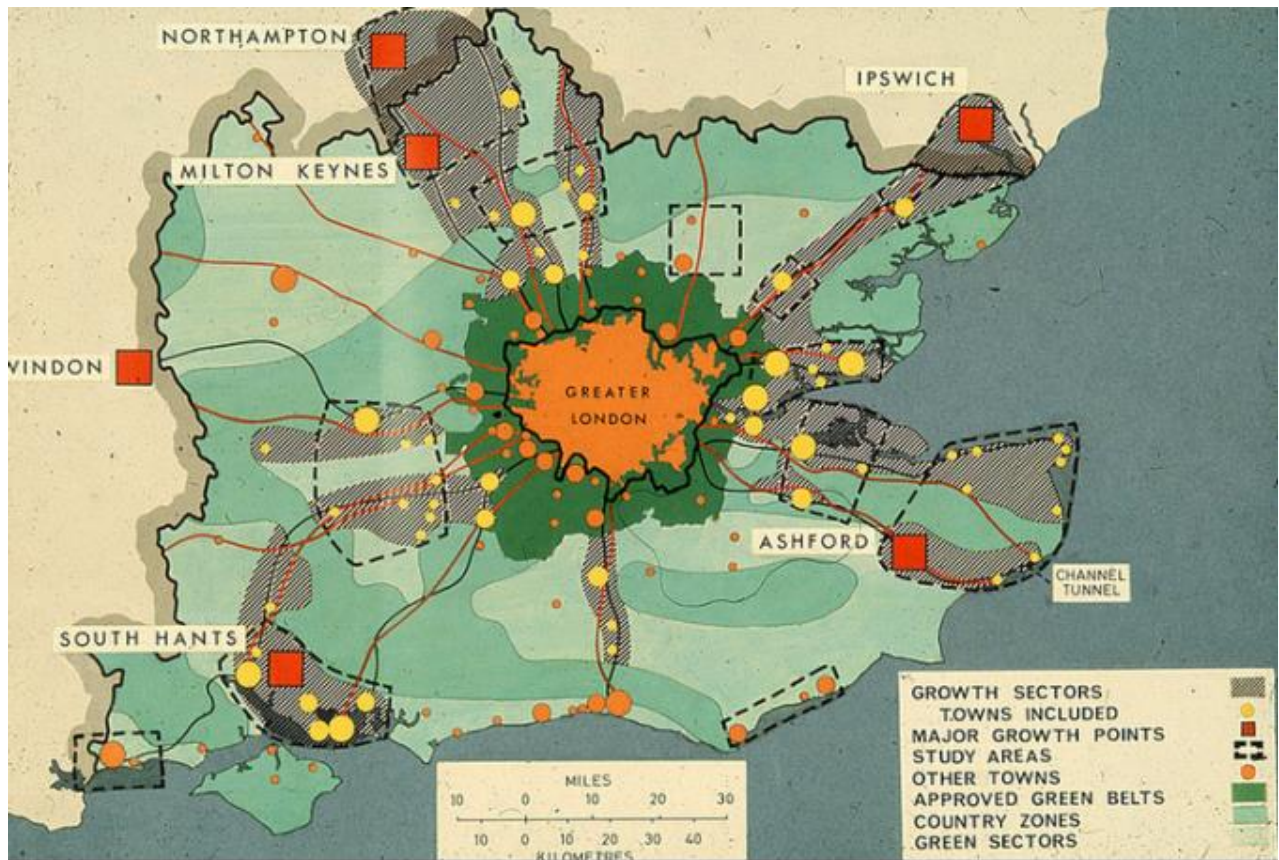 NORTHAMPTON
IPSWICH
MILTON KEYNES
WINDON
GREATER
LONDON
ASHFORD
CHANNEL
TUNNEL
SOUTH HANTS
GROWTH SECTORS
TOWNS INCLUDED
MAJOR GROWTH POINTS
STUDY AREAS
OTHER TOWNS
APPROVED GREEN BELTS
COUNTRY ZONES
GREEN SECTORS
MILES
10 0 10 20 30
10 0 10 20 30 40
KILOMETRES